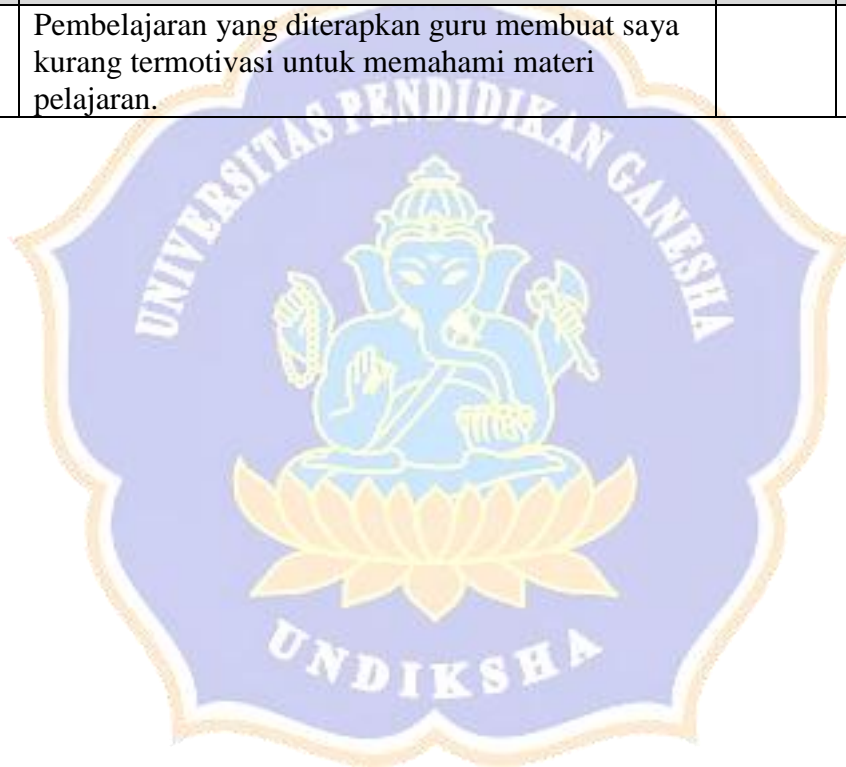 Pembelajaran yang diterapkan guru membuat saya
kurang termotivasi untuk memahami materi
pelajaran.
UNIVERSITAS PENDIDIKAN GANESHA
UNDIKSHA